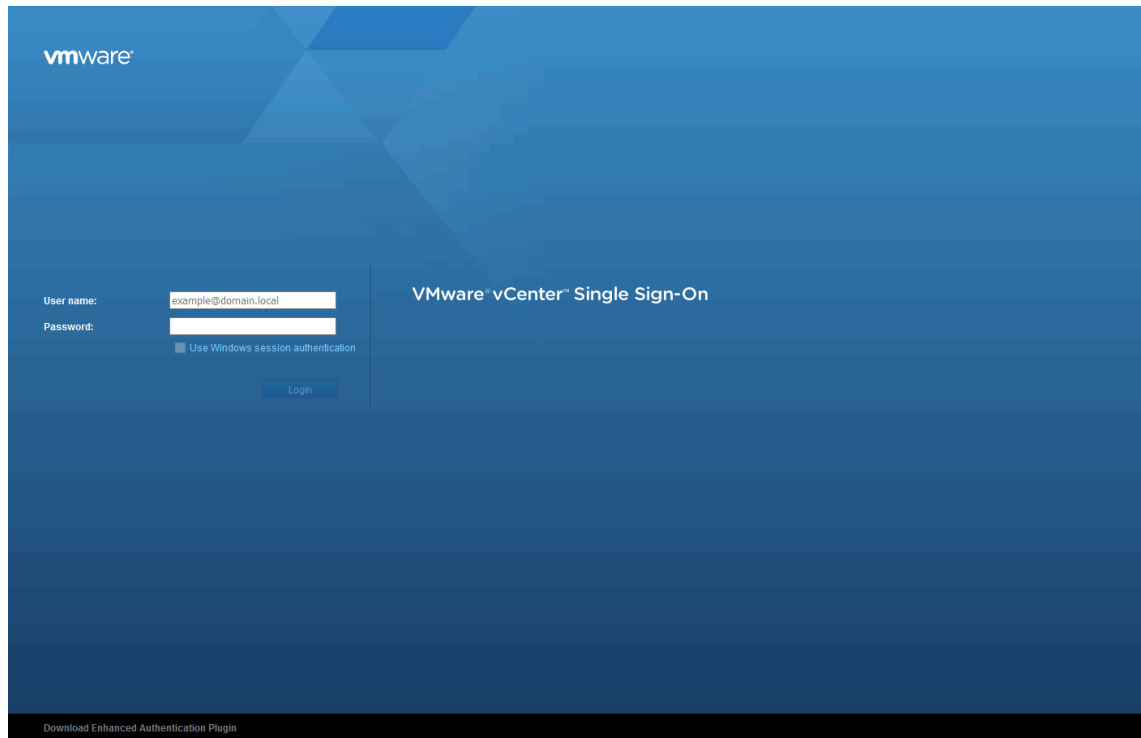 vmware®
User name:
example@domain.local
VMware® vCenter™ Single Sign-On
Password:
Use Windows session authentication
Login
Download Enhanced Authentication Plugin